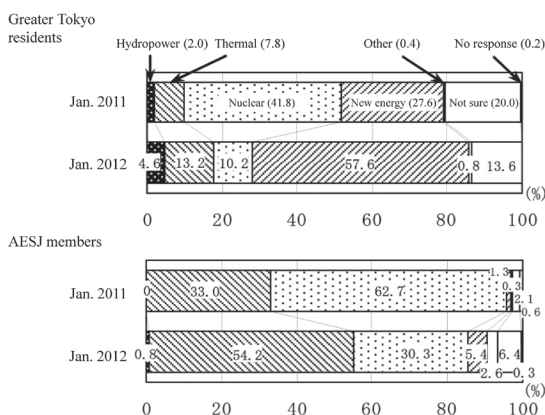 Greater Tokyo
residents
Hydropower (2.0) Thermal (7.8) Other (0.4) No response (0.2)
Jan. 2011 Nuclear (41.8) New energy (27.6) Not sure (20.0)
Jan. 2012 4.6 13.2 10.2 57.6 0.8 13.6
(%)
0 20 40 60 80 100
AESJ members
Jan. 2011 0 33.0 62.7 1.3 0.3 2.1 0.6
Jan. 2012 0.8 54.2 30.3 5.4 2.6 6.4 0.3
(%)
0 20 40 60 80 100